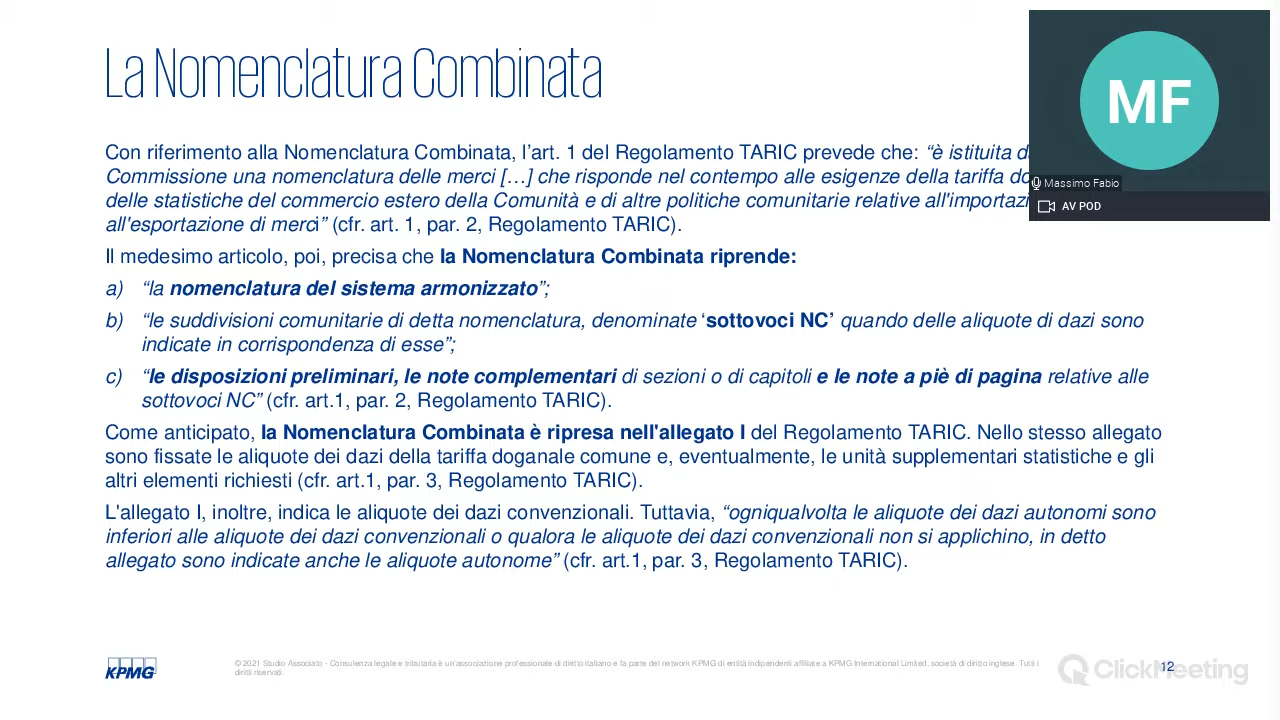 La Nomenclatura Combinata
MF
Massimo Fabio
AV POD
Con riferimento alla Nomenclatura Combinata, l’art. 1 del Regolamento TARIC prevede che: “è istituita
Commissione una nomenclatura delle merci […] che risponde nel contempo alle esigenze della tariffa
delle statistiche del commercio estero della Comunità e di altre politiche comunitarie relative
all'esportazione di merci” (cfr. art. 1, par. 2, Regolamento TARIC).
Il medesimo articolo, poi, precisa che la Nomenclatura Combinata riprende:
a) “la nomenclatura del sistema armonizzato”;
b) “le suddivisioni comunitarie di detta nomenclatura, denominate ‘sottovoci NC’ quando delle aliquote di dazi sono
indicate in corrispondenza di esse”;
c) “le disposizioni preliminari, le note complementari di sezioni o di capitoli e le note a piè di pagina relative alle
sottovoci NC” (cfr. art.1, par. 2, Regolamento TARIC).
Come anticipato, la Nomenclatura Combinata è ripresa nell'allegato I del Regolamento TARIC. Nello stesso allegato
sono fissate le aliquote dei dazi della tariffa doganale comune e, eventualmente, le unità supplementari statistiche e gli
altri elementi richiesti (cfr. art.1, par. 3, Regolamento TARIC).
L'allegato I, inoltre, indica le aliquote dei dazi convenzionali. Tuttavia, “ogniqualvolta le aliquote dei dazi autonomi sono
inferiori alle aliquote dei dazi convenzionali o qualora le aliquote dei dazi convenzionali non si applichino, in detto
allegato sono indicate anche le aliquote autonome” (cfr. art.1, par. 3, Regolamento TARIC).
KPMG
© 2021 Studio Associato - Consulenza legale e tributaria è un'associazione professionale di diritto italiano e fa parte del network KPMG di entità indipendenti affiliate a KPMG International Limited, società di diritto inglese. Tutti i
diritti riservati.
ClickMeeting
12